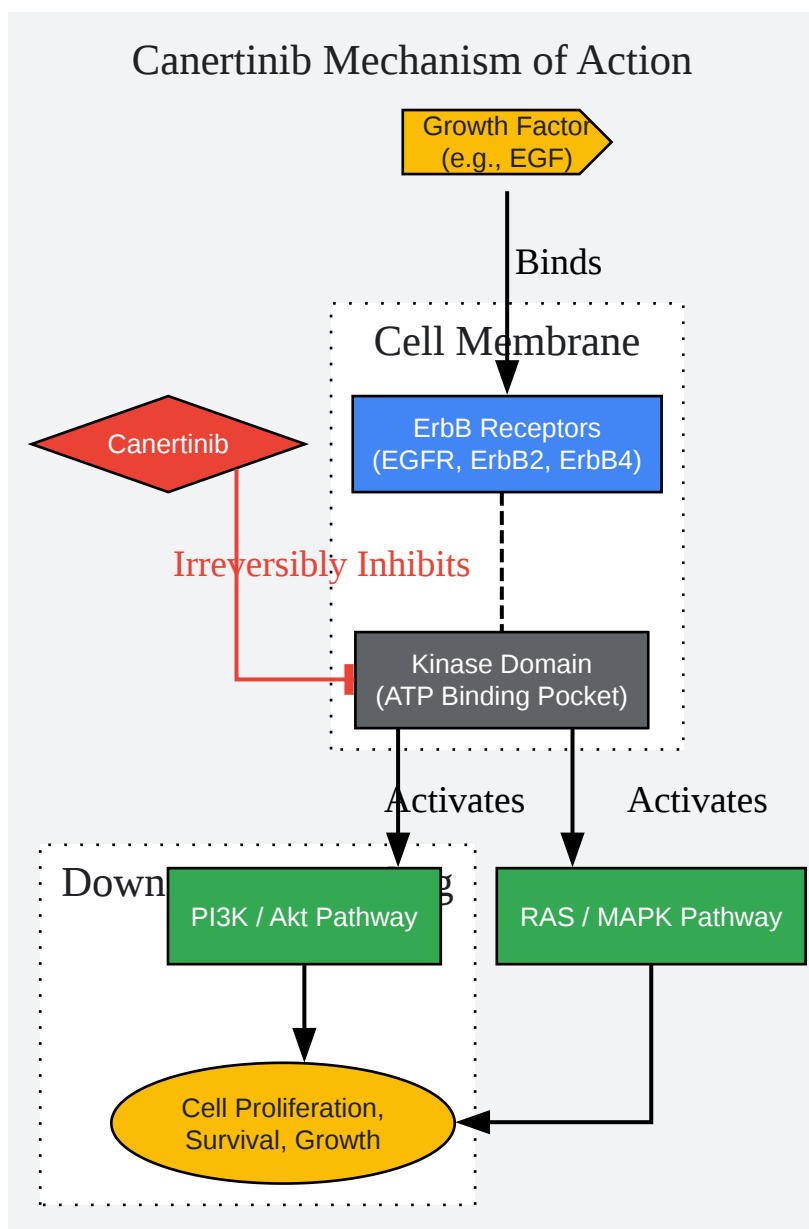 Canertinib Mechanism of Action
Growth Factor
(e.g., EGF)
Binds
Cell Membrane
ErbB Receptors
(EGFR, ErbB2, ErbB4)
Canertinib
Irreversibly Inhibits
Kinase Domain
(ATP Binding Pocket)
Activates
Activates
PI3K / Akt Pathway
RAS / MAPK Pathway
Cell Proliferation,
Survival, Growth